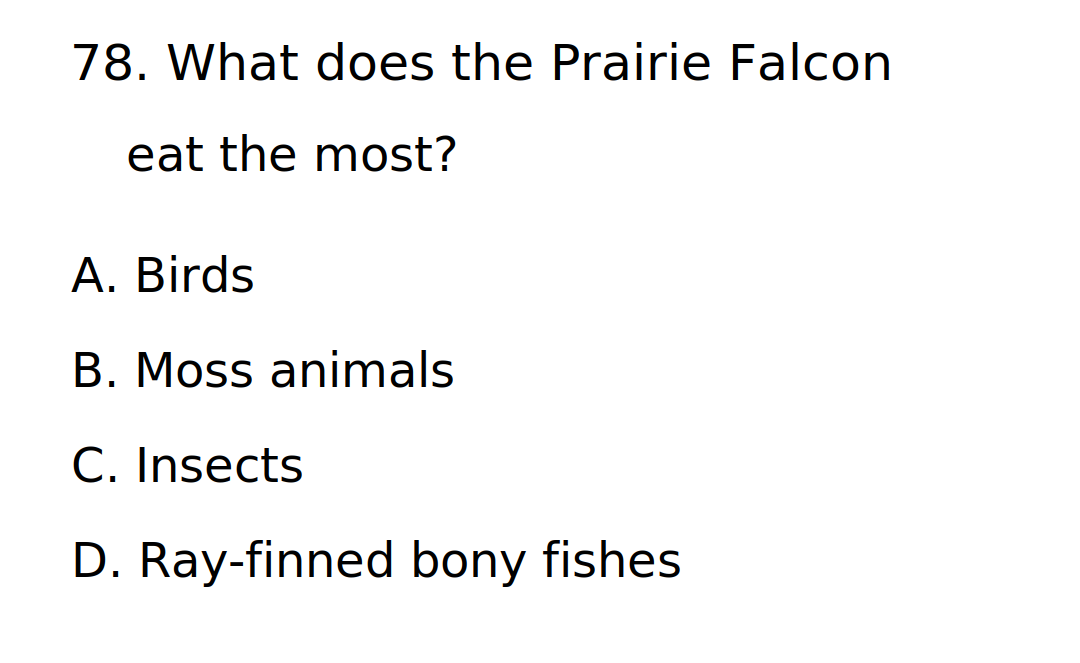 78. What does the Prairie Falcon
eat the most?
A. Birds
B. Moss animals
C. Insects
D. Ray-finned bony fishes